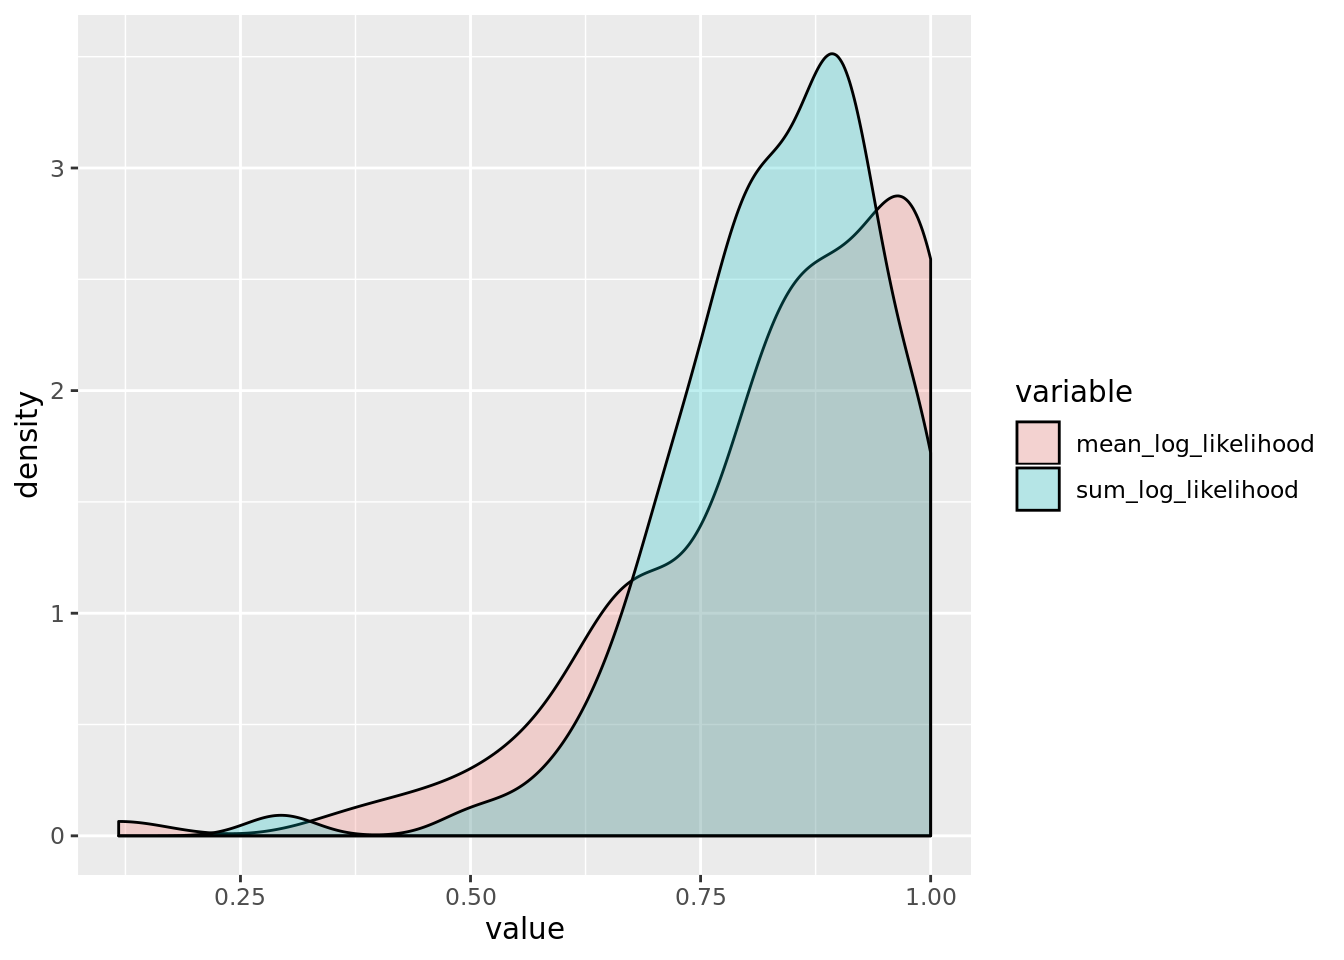 density
3
2
1
0
0.25 0.50 0.75 1.00
value
variable
mean_log_likelihood
sum_log_likelihood